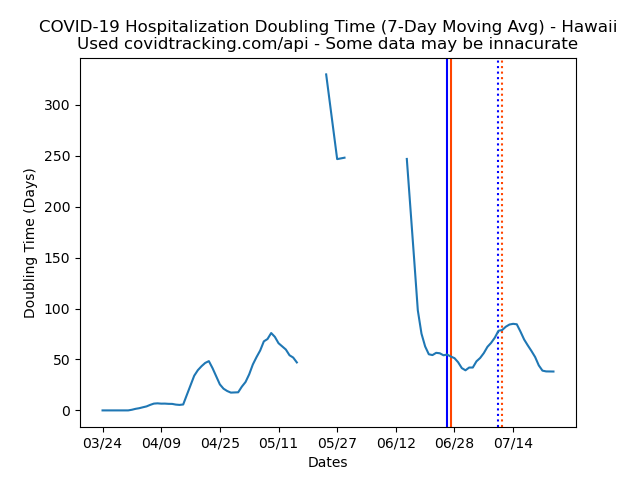 COVID-19 Hospitalization Doubling Time (7-Day Moving Avg) - Hawaii
Used covidtracking.com/api - Some data may be innacurate
Doubling Time (Days)
300
250
200
150
100
50
0
03/24 04/09 04/25 05/11 05/27 06/12 06/28 07/14
Dates